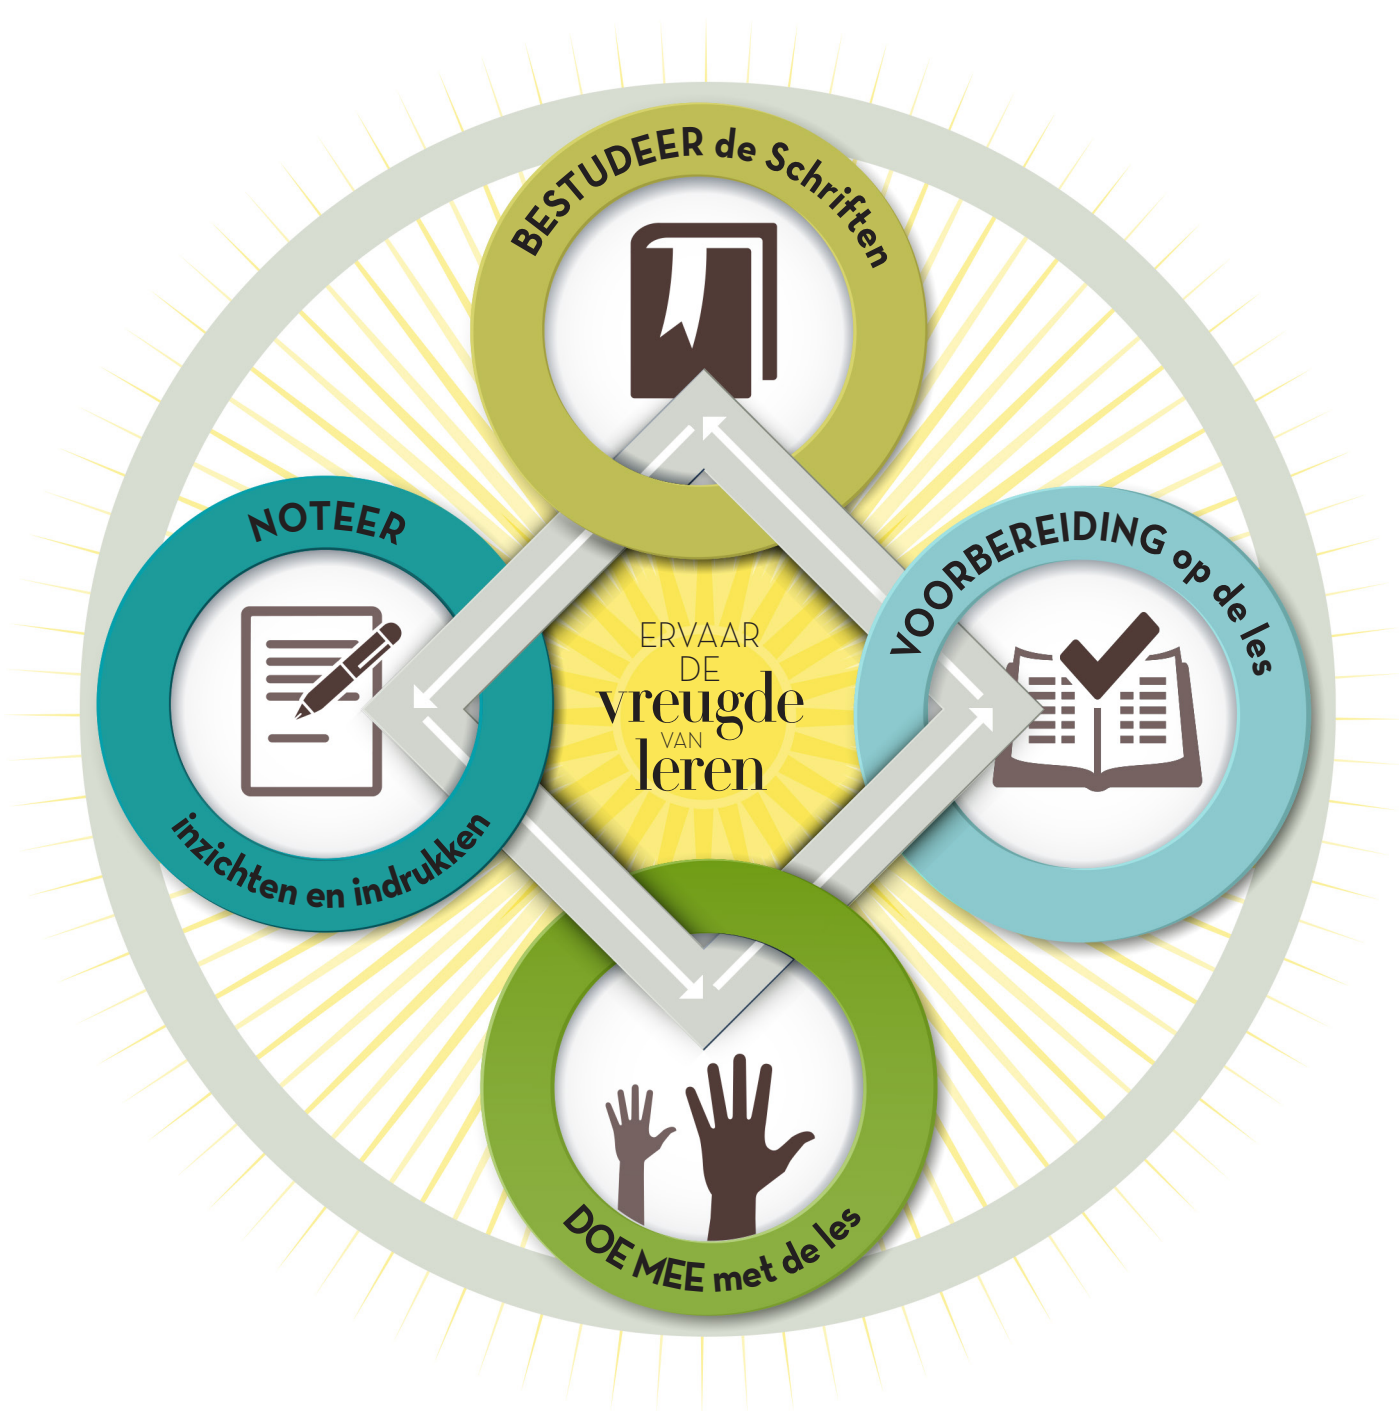 BESTUDEER de Schriften
NOTEER
inzichten en indrukken
VOORBEREIDING op de les
ERVAAR
DE
vreugde
VAN
leren
DOE MEE met de les